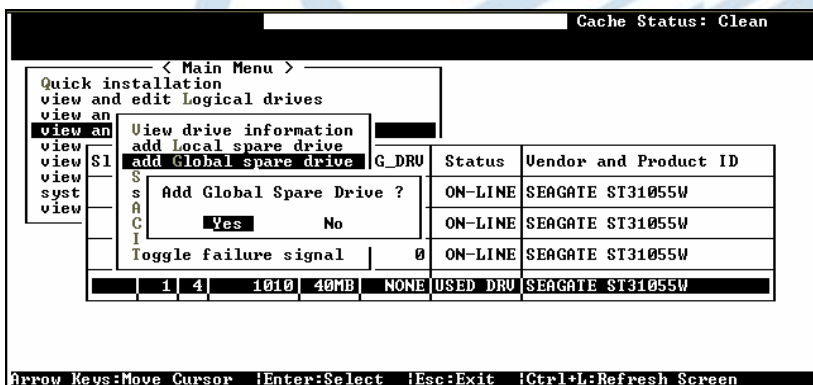 Cache Status: Clean
< Main Menu >
Quick installation
view and edit Logical drives
view an
view an
view
view
view
syst
view
View drive information
add Local spare drive
add Global spare drive
S
s
A
C
I
Toggle failure signal
Add Global Spare Drive ?
Yes No
Sl G_DRV Status Vendor and Product ID
ON-LINE SEAGATE ST31055W
ON-LINE SEAGATE ST31055W
0 ON-LINE SEAGATE ST31055W
1 4 1010 40MB NONE USED DRV SEAGATE ST31055W
Arrow Keys:Move Cursor |Enter:Select |Esc:Exit |Ctrl+L:Refresh Screen